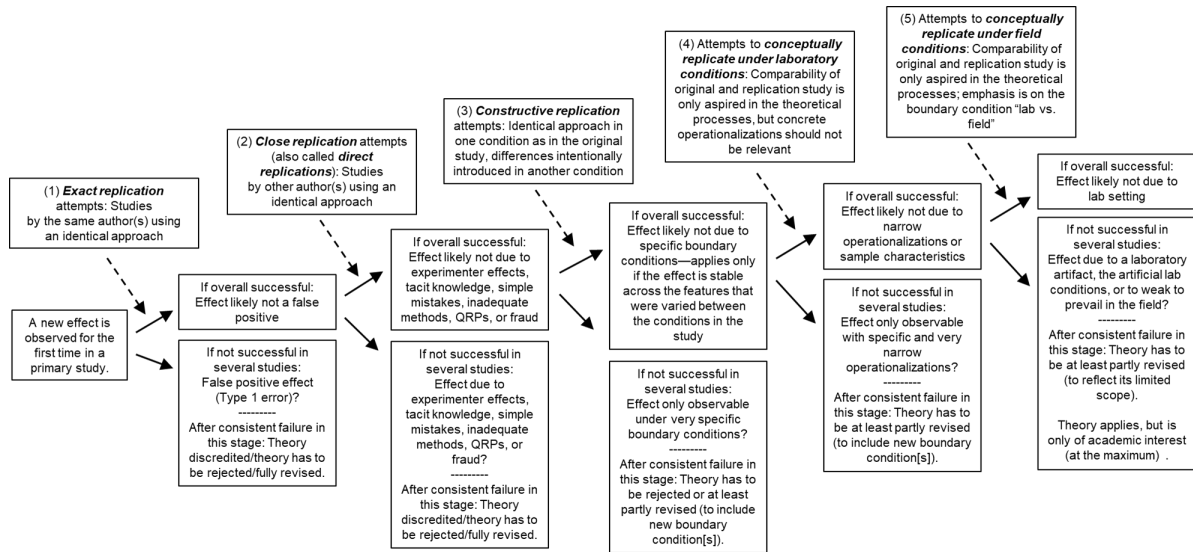 A new effect is
observed for the
first time in a
primary study.
(1) Exact replication
attempts: Studies
by the same author(s) using
an identical approach
If overall successful:
Effect likely not a false
positive
If not successful in
several studies:
False positive effect
(Type 1 error)?
---------
After consistent failure in
this stage: Theory
discredited/theory has to
be rejected/fully revised.
(2) Close replication attempts
(also called direct
replications): Studies
by other author(s) using an
identical approach
If overall successful:
Effect likely not due to
experimenter effects,
tacit knowledge, simple
mistakes, inadequate
methods, QRPs, or fraud
If not successful in
several studies:
Effect due to
experimenter effects,
tacit knowledge, simple
mistakes, inadequate
methods, QRPs, or
fraud?
---------
After consistent failure in
this stage: Theory
discredited/theory has to
be rejected/fully revised.
(3) Constructive replication
attempts: Identical approach in
one condition as in the original
study, differences intentionally
introduced in another condition
If overall successful:
Effect likely not due to
specific boundary
conditions—applies only
if the effect is stable
across the features that
were varied between
the conditions in the
study
If not successful in
several studies:
Effect only observable
under very specific
boundary conditions?
---------
After consistent failure in
this stage: Theory has to
be rejected or at least
partly revised (to include
new boundary
condition[s]).
(4) Attempts to conceptually
replicate under laboratory
conditions: Comparability of
original and replication study is
only aspired in the theoretical
processes, but concrete
operationalizations should not
be relevant
If overall successful:
Effect likely not due to
narrow
operationalizations or
sample characteristics
If not successful in
several studies:
Effect only observable
with specific and very
narrow
operationalizations?
---------
After consistent failure in
this stage: Theory has to
be at least partly revised
(to include new boundary
condition[s]).
(5) Attempts to conceptually
replicate under field
conditions: Comparability of
original and replication study is
only aspired in the theoretical
processes; emphasis is on the
boundary condition “lab vs.
field”
If overall successful:
Effect likely not due to
lab setting
If not successful in
several studies:
Effect due to a laboratory
artifact, the artificial lab
conditions, or to weak to
prevail in the field?
---------
After consistent failure in
this stage: Theory has to
be at least partly revised
(to reflect its limited
scope).
Theory applies, but is
only of academic interest
(at the maximum) .